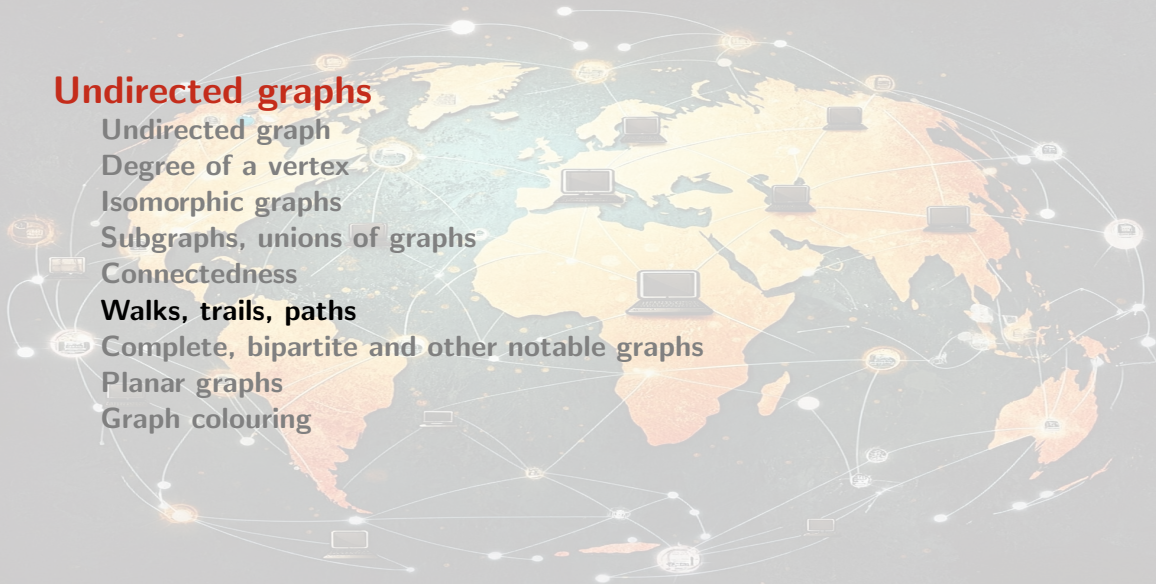 Undirected graphs
Undirected graph
Degree of a vertex
Isomorphic graphs
Subgraphs, unions of graphs
Connectedness
Walks, trails, paths
Complete, bipartite and other notable graphs
Planar graphs
Graph colouring